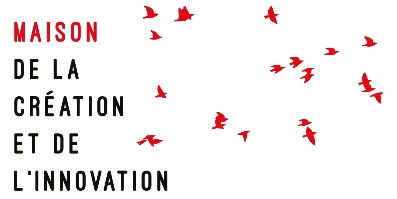 MAISON
DE LA
CRÉATION
ET DE
L'INNOVATION